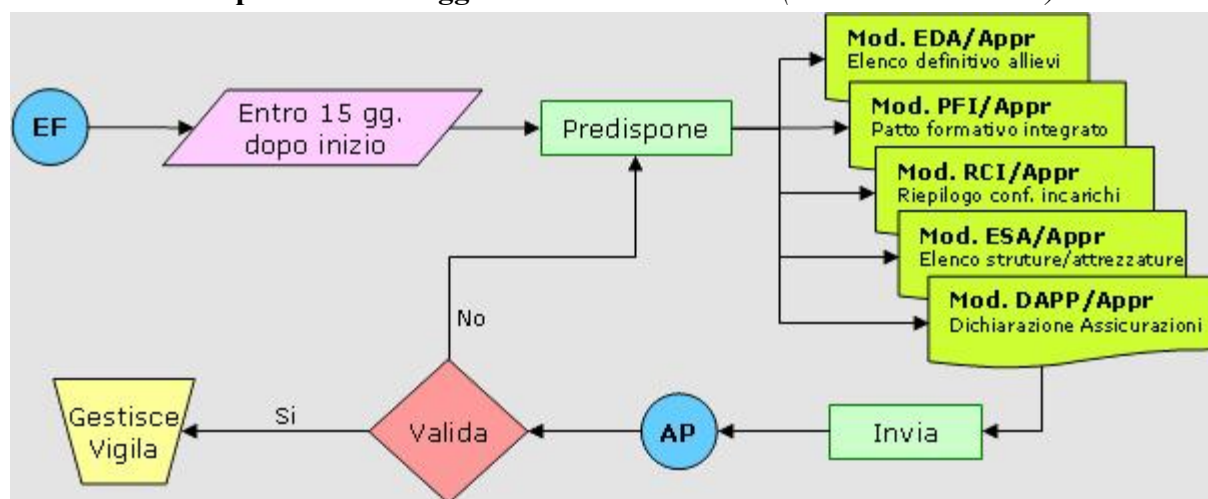 EF
Entro 15 gg.
dopo inizio
Predispone
Mod. EDA/Appr
Elenco definitivo allievi
Mod. PFI/Appr
Patto formativo integrato
Mod. RCI/Appr
Riepilogo conf. incarichi
Mod. ESA/Appr
Elenco struture/attrezzature
Mod. DAPP/Appr
Dichiarazione Assicurazioni
No
Gestisce
Vigila
Si
Valida
AP
Invia